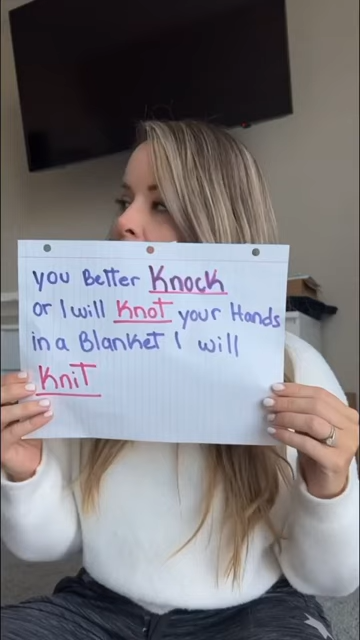 you Better Knock
or I will Knot your Hands
in a Blanket I will
Knit